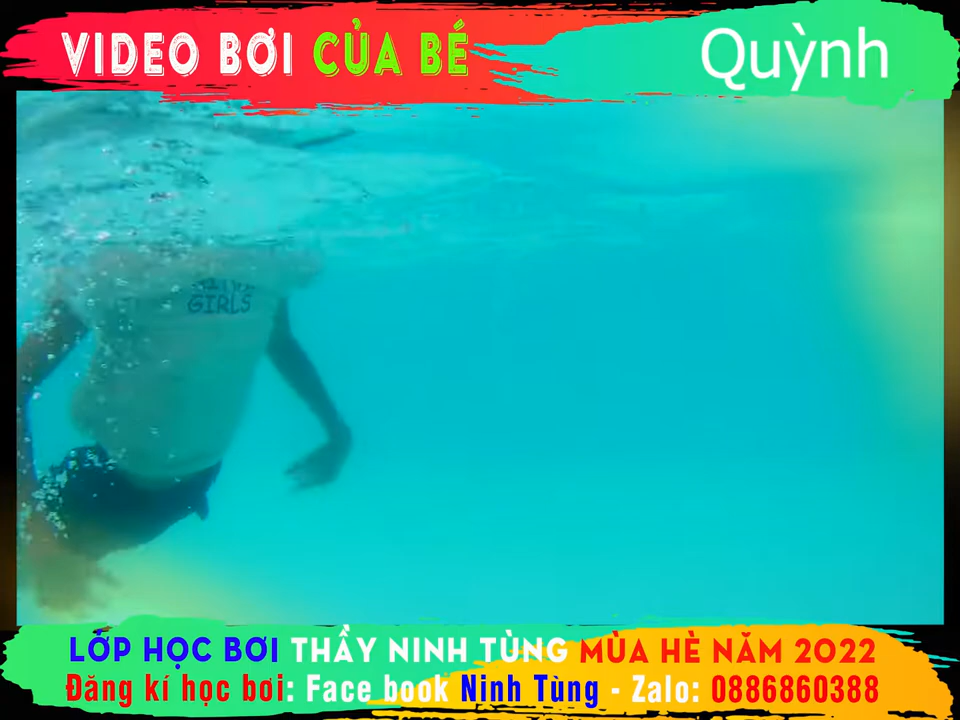 VIDEO BƠI CỦA BÉ
Quỳnh
GIRLS
LỚP HỌC BƠI THẦY NINH TÙNG MÙA HÈ NĂM 2022
Đăng kí học bơi: Face book Ninh Tùng - Zalo: 0886860388